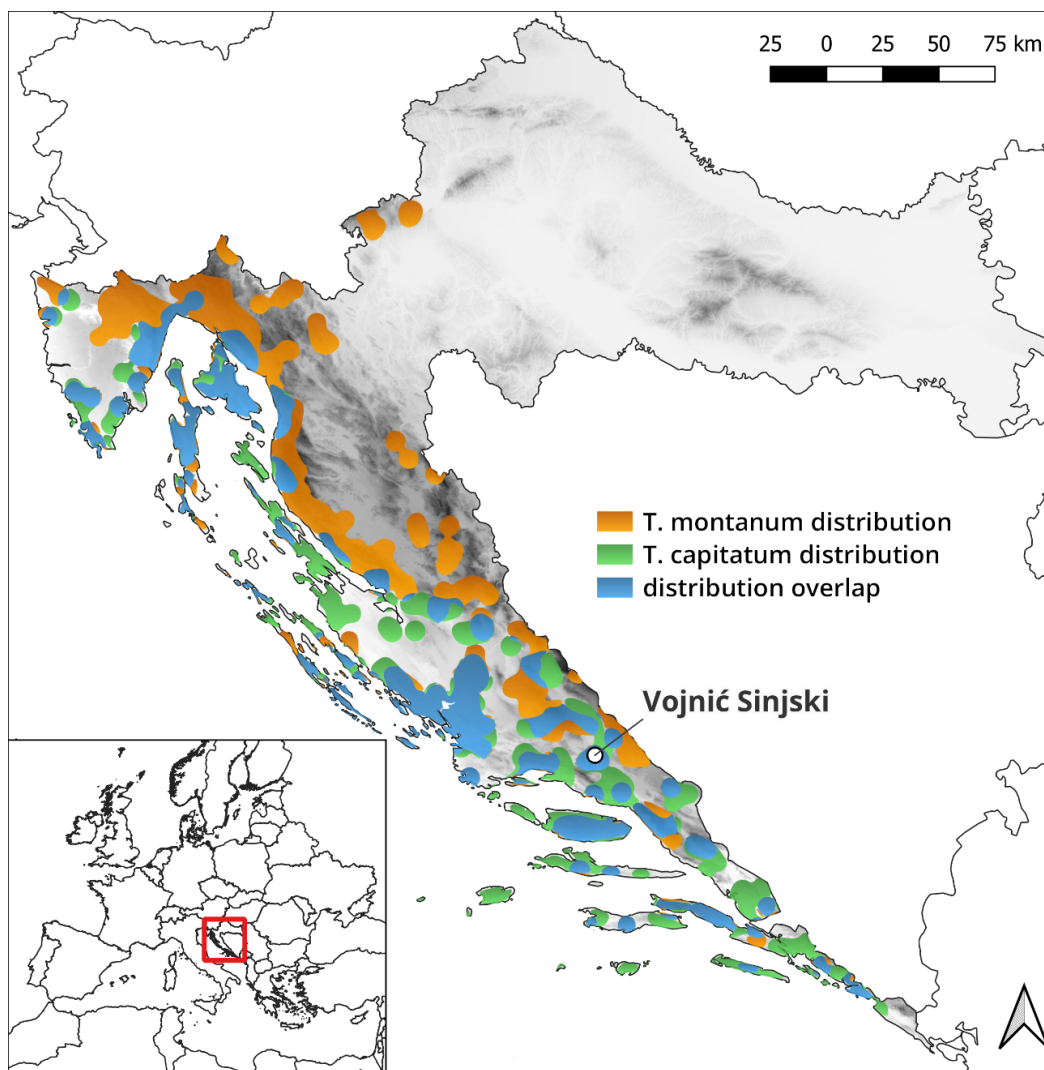 25 0 25 50 75 km
T. montanum distribution
T. capitatum distribution
distribution overlap
Vojnić Sinjski